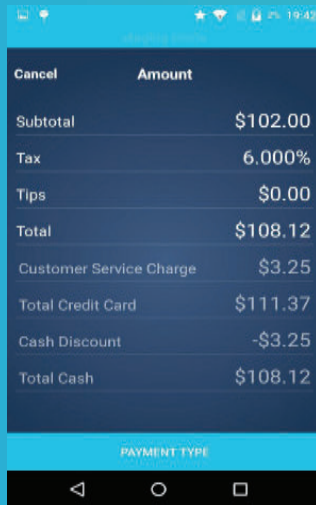 19:42
Cancel Amount
Subtotal $102.00
Tax 6.000%
Tips $0.00
Total $108.12
Customer Service Charge $3.25
Total Credit Card $111.37
Cash Discount -$3.25
Total Cash $108.12
PAYMENT TYPE